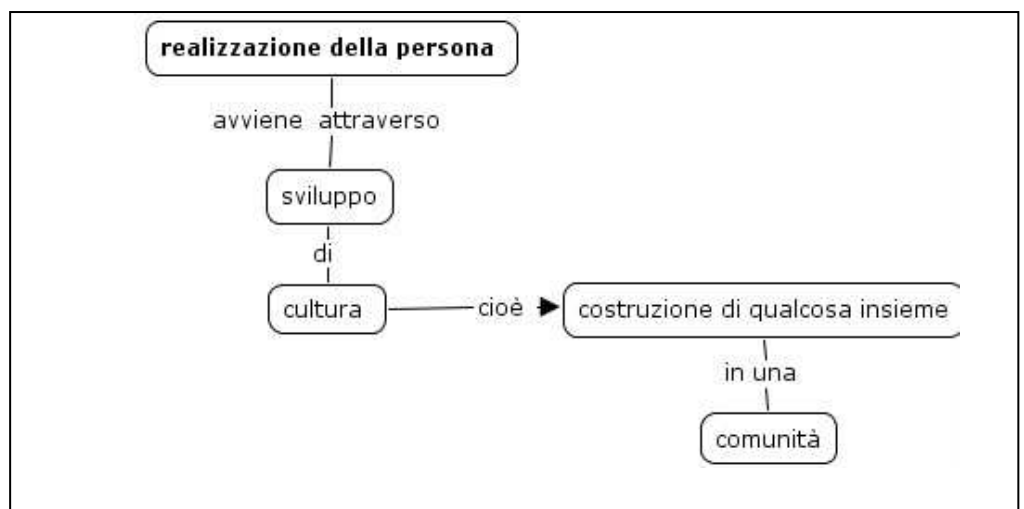 realizzazione della persona
avviene attraverso
sviluppo
di
cultura
cioè
costruzione di qualcosa insieme
in una
comunità